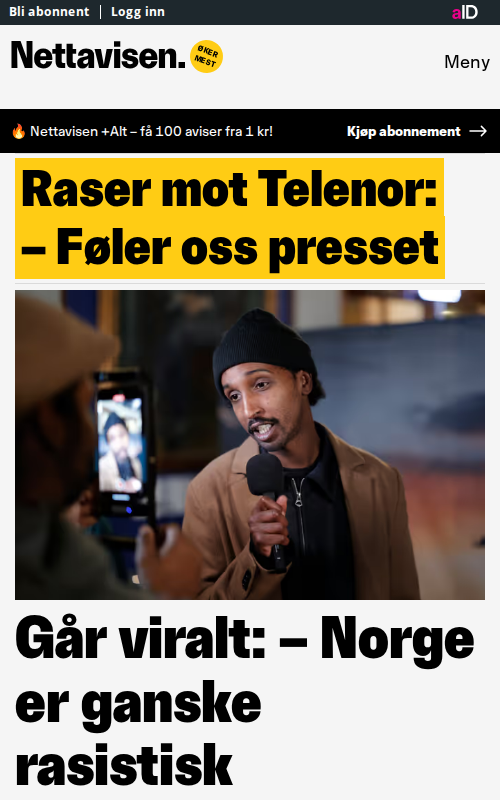 Bli abonnent | Logg inn
aID
Nettavisen.
ØKER
MEST
Meny
🔥 Nettavisen +Alt – få 100 aviser fra 1 kr!
Kjøp abonnement →
Raser mot Telenor:
– Føler oss presset
Går viralt: – Norge
er ganske
rasistisk